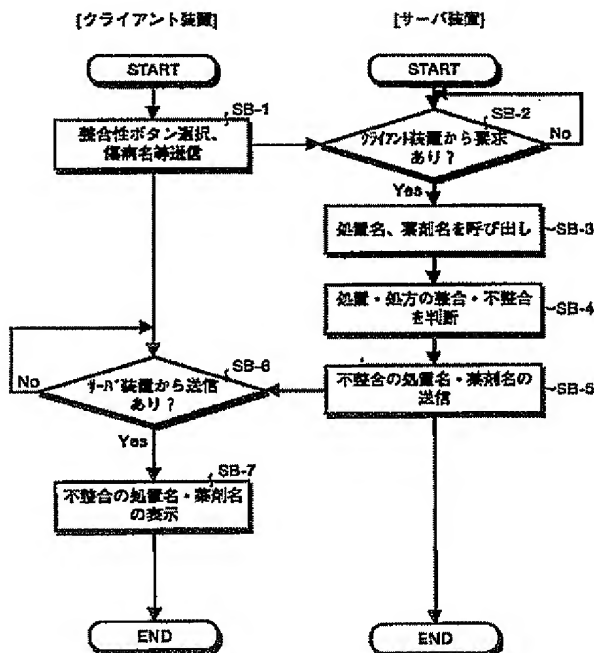 [クライアント装置]
[サーバ装置]
START
START
SB-1
整合性ボタン選択、
傷病名等送信
SB-2
クライアント装置から要求
あり?
No
Yes
処置名、薬剤名を呼び出し
SB-3
処置・処方の整合・不整合
を判断
SB-4
不整合の処置名・薬剤名の
送信
SB-5
SB-6
サーバ装置から送信
あり?
No
Yes
SB-7
不整合の処置名・薬剤名
の表示
END
END